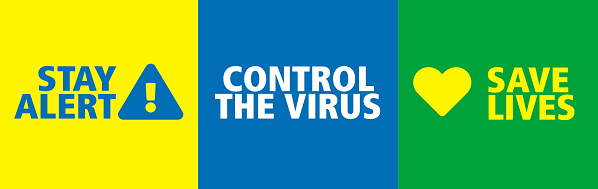 STAY
ALERT
CONTROL
THE VIRUS
SAVE
LIVES